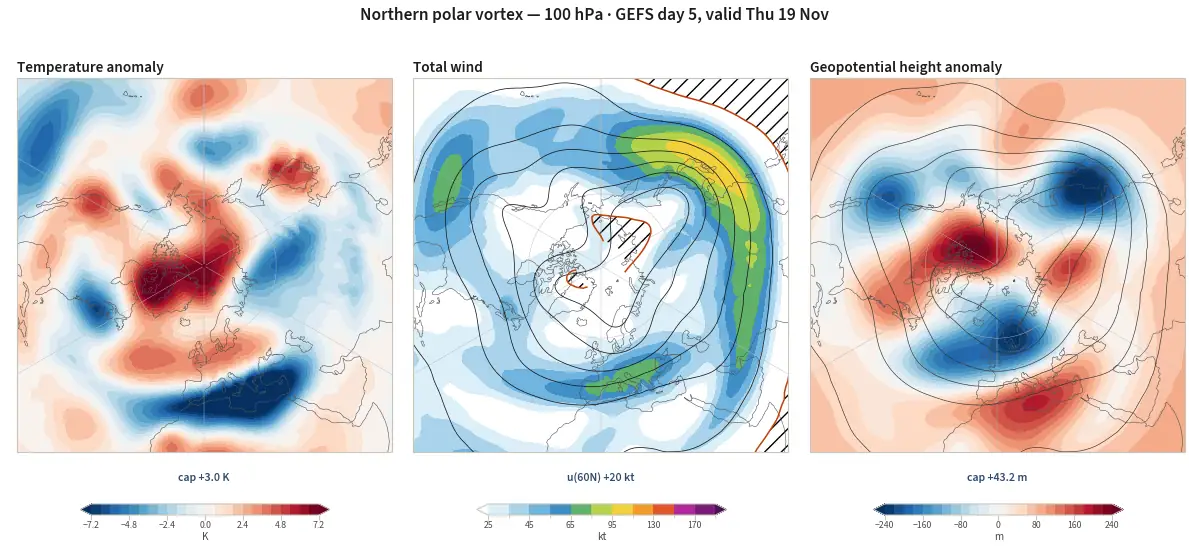 Northern polar vortex — 100 hPa · GEFS day 5, valid Thu 19 Nov
Temperature anomaly
Total wind
Geopotential height anomaly
cap +3.0 K
u(60N) +20 kt
cap +43.2 m
−7.2 −4.8 −2.4 0.0 2.4 4.8 7.2
K
25 45 65 95 130 170
kt
−240 −160 −80 0 80 160 240
m